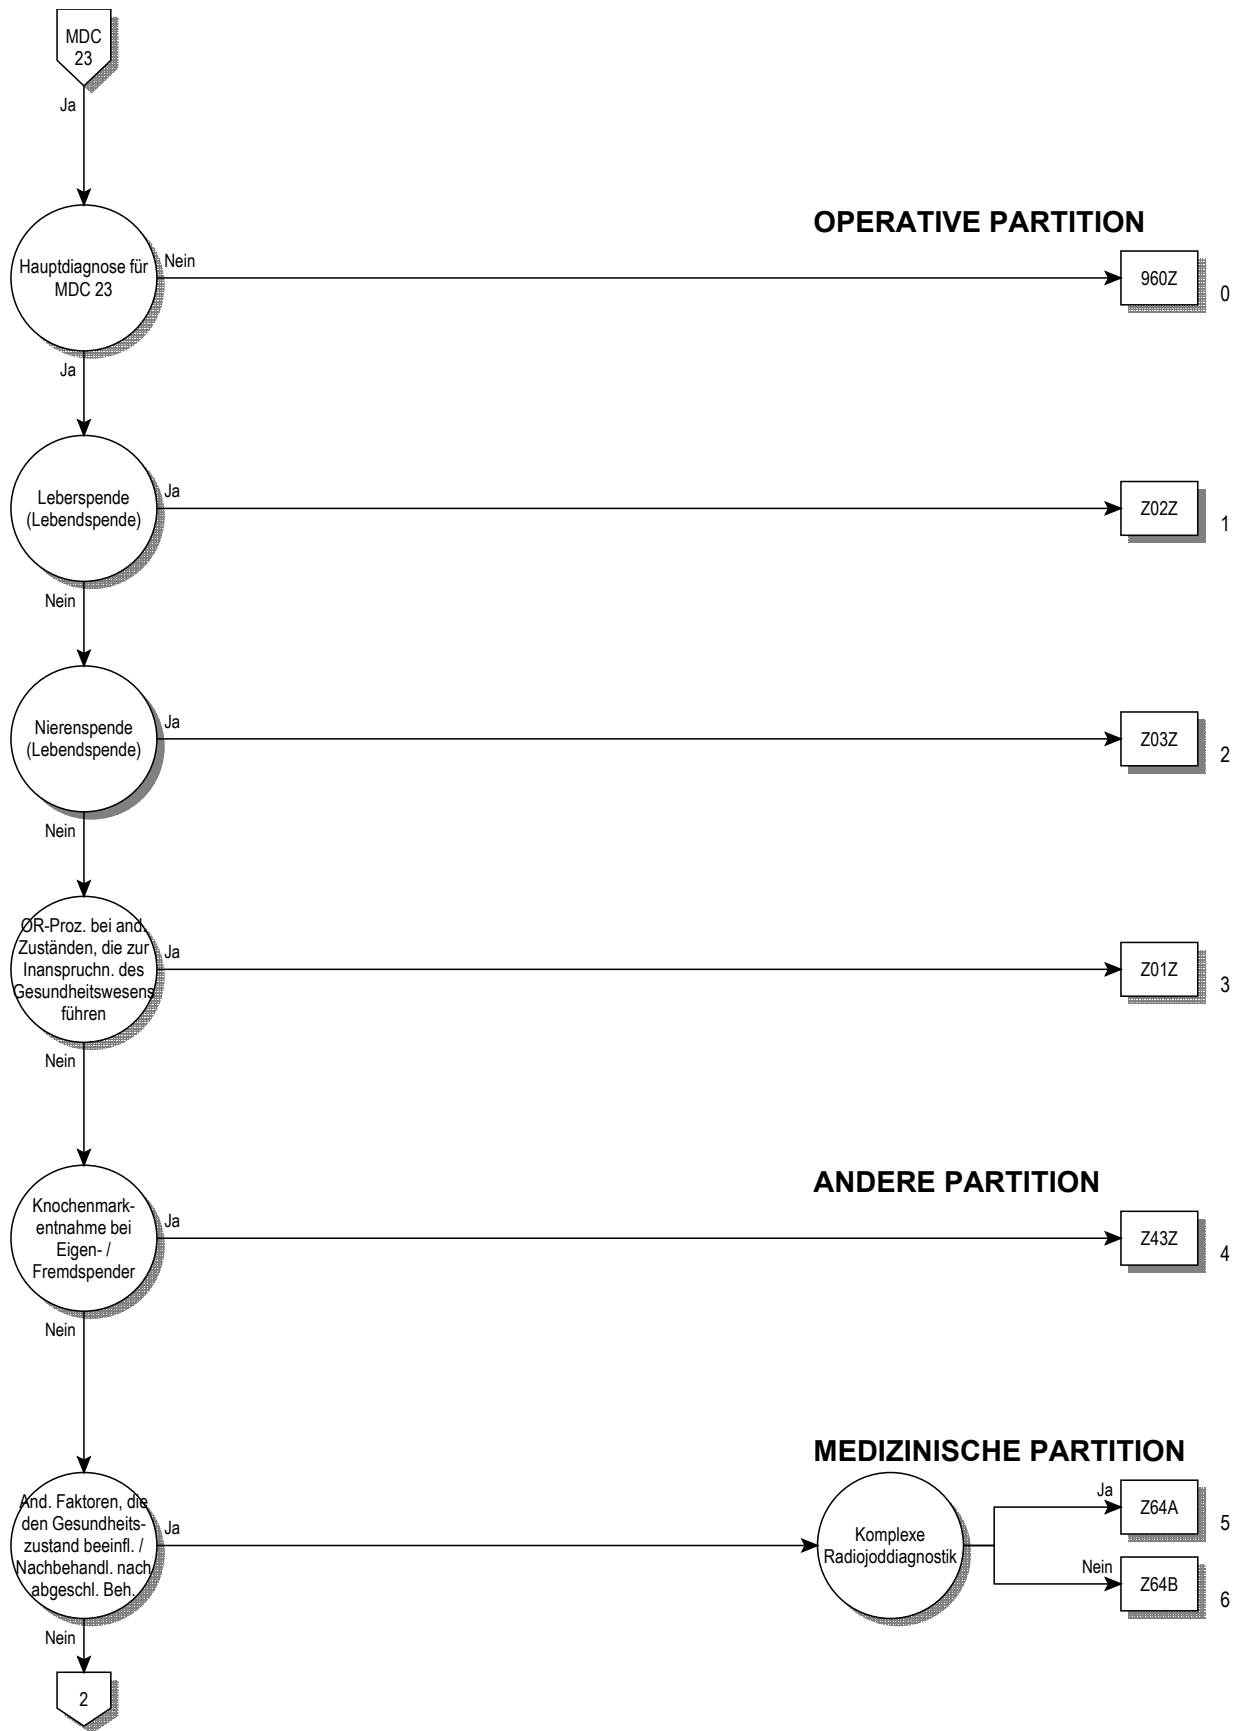 MDC
23
Ja
OPERATIVE PARTITION
Hauptdiagnose für
MDC 23
Nein
960Z
0
Ja
Leberspende
(Lebendspende)
Ja
Z02Z
1
Nein
Nierenspende
(Lebendspende)
Ja
Z03Z
2
Nein
OR-Proz. bei and.
Zuständen, die zur
Inanspruchn. des
Gesundheitswesens
führen
Ja
Z01Z
3
Nein
ANDERE PARTITION
Knochenmark-
entnahme bei
Eigen- /
Fremdspender
Ja
Z43Z
4
Nein
MEDIZINISCHE PARTITION
And. Faktoren, die
den Gesundheits-
zustand beeinfl. /
Nachbehandl. nach
abgeschl. Beh.
Ja
Komplexe
Radiojoddiagnostik
Ja
Z64A
5
Nein
Z64B
6
Nein
2